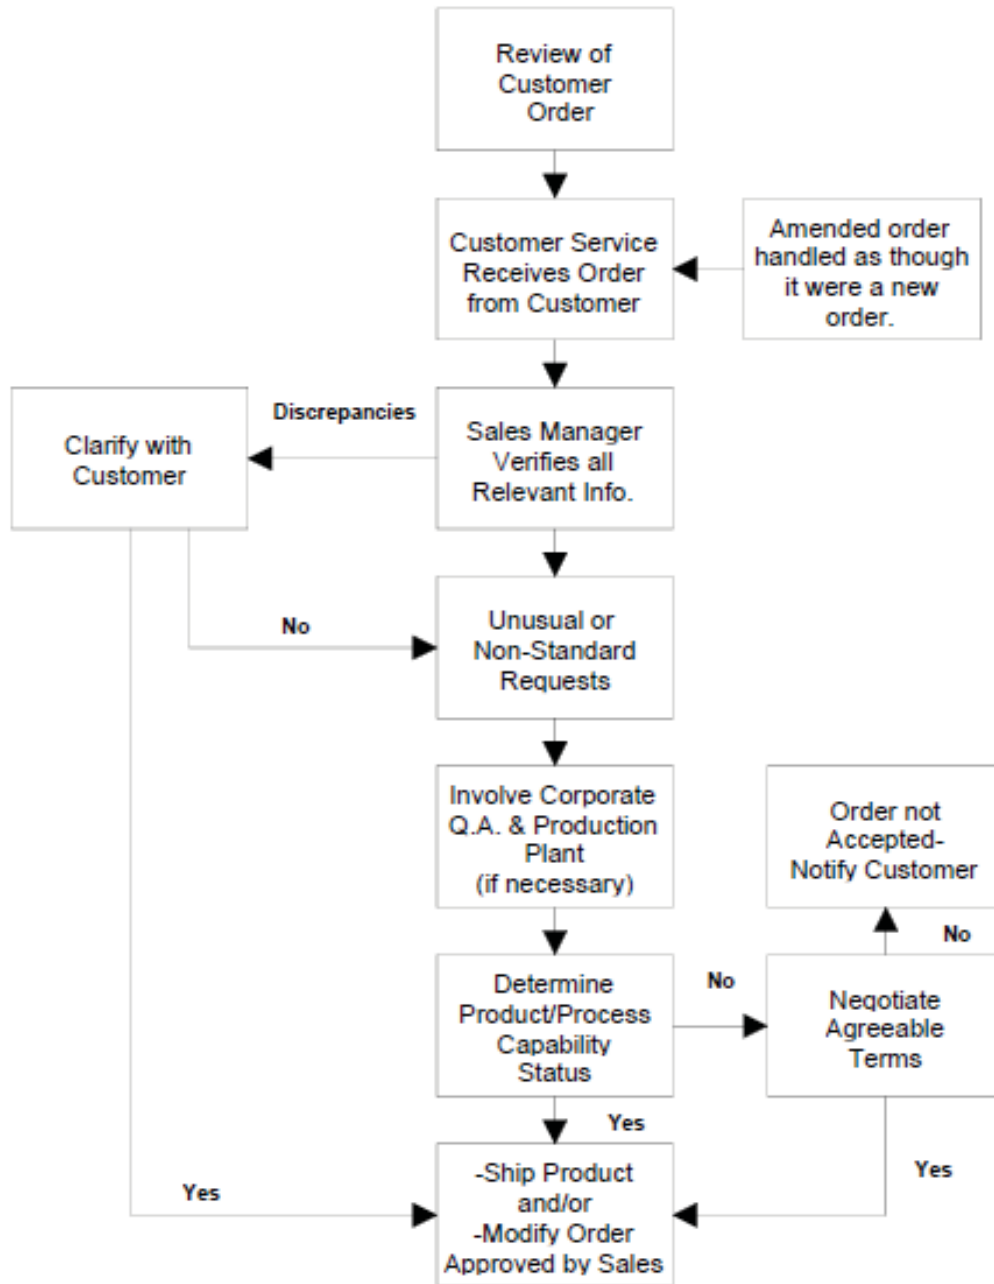 Review of
Customer
Order
Customer Service
Receives Order
from Customer
Amended order
handled as though
it were a new
order.
Discrepancies
Clarify with
Customer
Sales Manager
Verifies all
Relevant Info.
No
Unusual or
Non-Standard
Requests
Involve Corporate
Q.A. & Production
Plant
(if necessary)
Order not
Accepted-
Notify Customer
No
Determine
Product/Process
Capability
Status
No
Negotiate
Agreeable
Terms
Yes
Yes
Yes
-Ship Product
and/or
-Modify Order
Approved by Sales